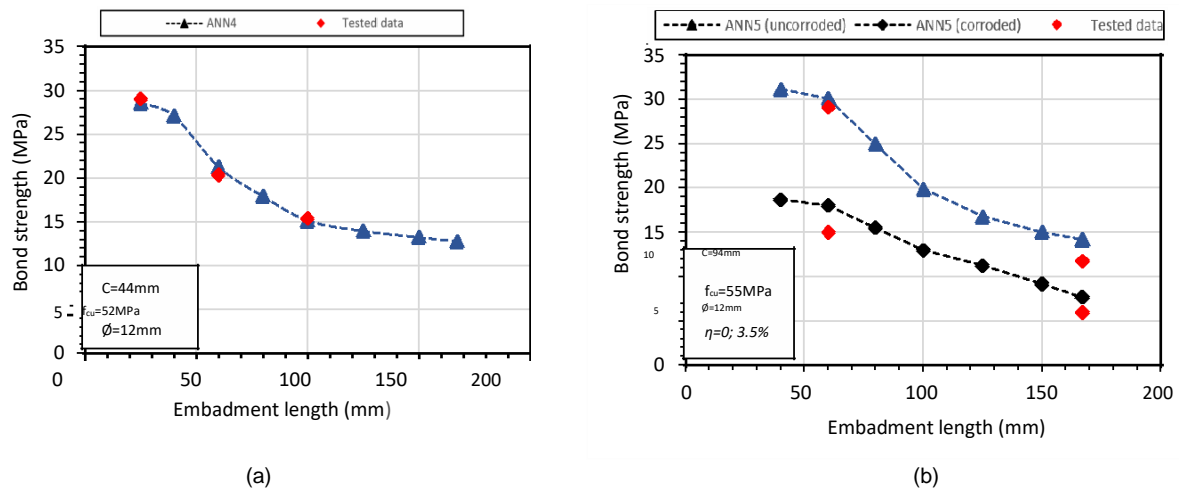 ANN4 Tested data
35
30
25
20
15
10
5
0
Bond strength (MPa)
C=44mm
fcu=52MPa
Ø=12mm
0 50 100 150 200
Embadment length (mm)
(a)
ANN5 (uncorroded) ANN5 (corroded) Tested data
35
30
25
20
15
10
5
0
Bond strength (MPa)
C=94mm
fcu=55MPa
Ø=12mm
η=0; 3.5%
0 50 100 150 200
Embadment length (mm)
(b)